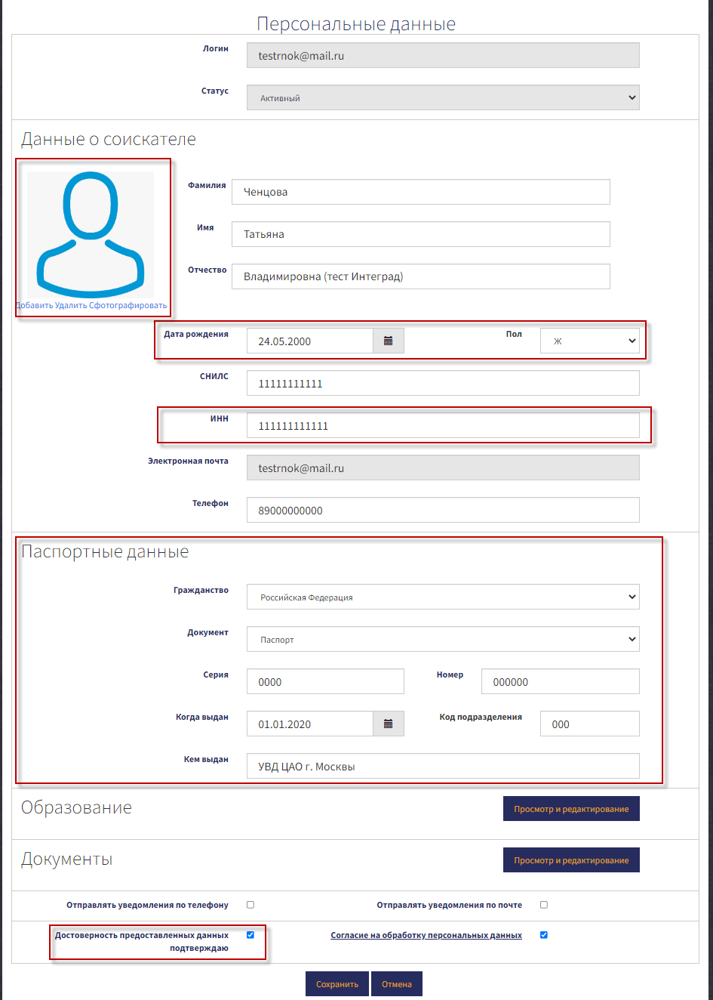 Персональные данные
Логин testrnok@mail.ru
Статус Активный
Данные о соискателе
Фамилия Ченцова
Имя Татьяна
Отчество Владимировна (тест Интеград)
Добавить Удалить Сфотографировать
Дата рождения 24.05.2000 Пол Ж
СНИЛС 11111111111
ИНН 111111111111
Электронная почта testrnok@mail.ru
Телефон 89000000000
Паспортные данные
Гражданство Российская Федерация
Документ Паспорт
Серия 0000 Номер 000000
Когда выдан 01.01.2020 Код подразделения 000
Кем выдан УВД ЦАО г. Москвы
Образование Просмотр и редактирование
Документы Просмотр и редактирование
Отправлять уведомления по телефону Отправлять уведомления по почте
Достоверность предоставленных данных Согласие на обработку персональных данных
подтверждаю
Сохранить Отмена